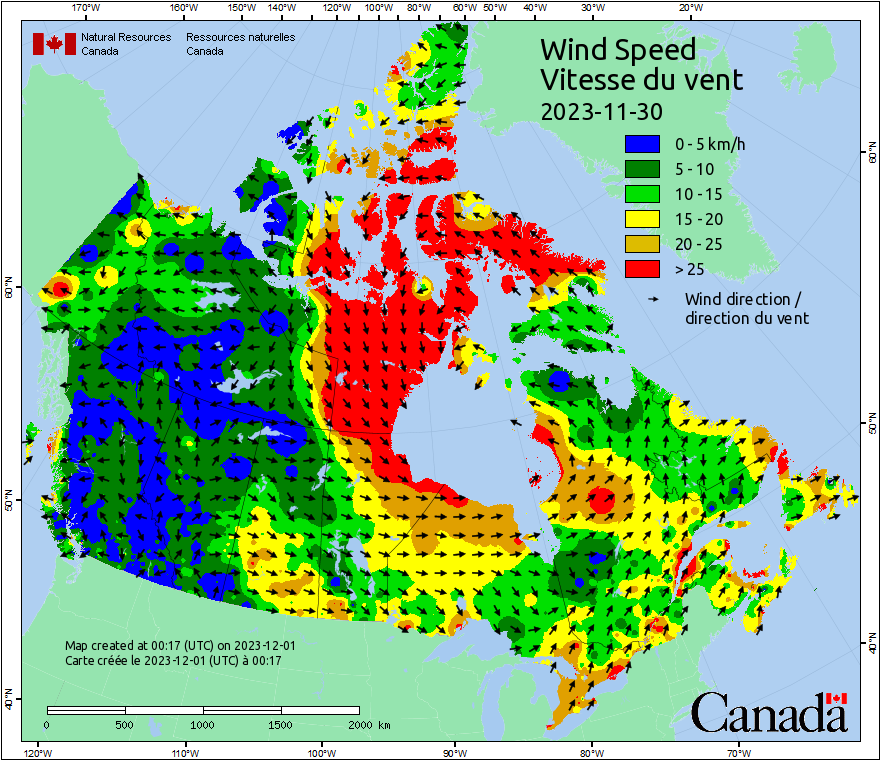 170°W 160°W 150°W 140°W 120°W 100°W 80°W 60°W 50°W 40°W 30°W 20°W
Natural Resources Canada
Ressources naturelles Canada
Wind Speed
Vitesse du vent
2023-11-30
0 - 5 km/h
5 - 10
10 - 15
15 - 20
20 - 25
> 25
Wind direction /
direction du vent
60°N
50°N
40°N
60°N
50°N
40°N
Map created at 00:17 (UTC) on 2023-12-01
Carte créée le 2023-12-01 (UTC) à 00:17
0 500 1000 1500 2000 km
Canada
120°W 110°W 100°W 90°W 80°W 70°W